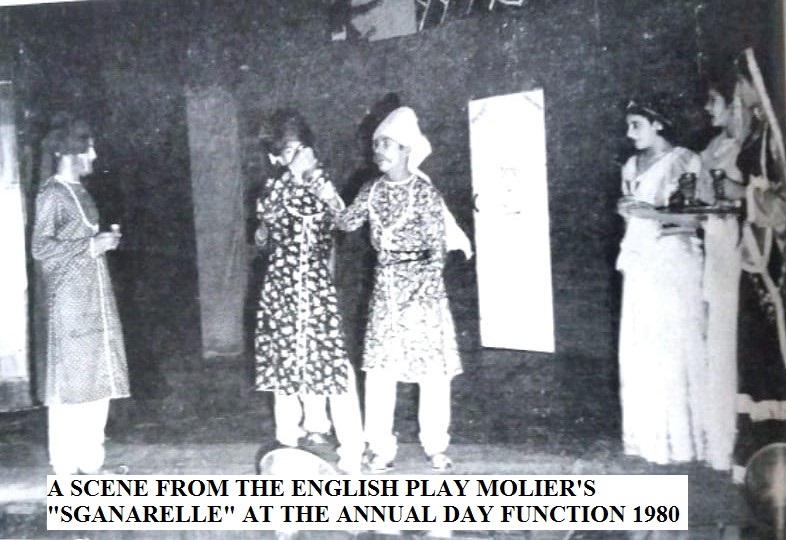 A SCENE FROM THE ENGLISH PLAY MOLIER'S
"SGANARELLE" AT THE ANNUAL DAY FUNCTION 1980